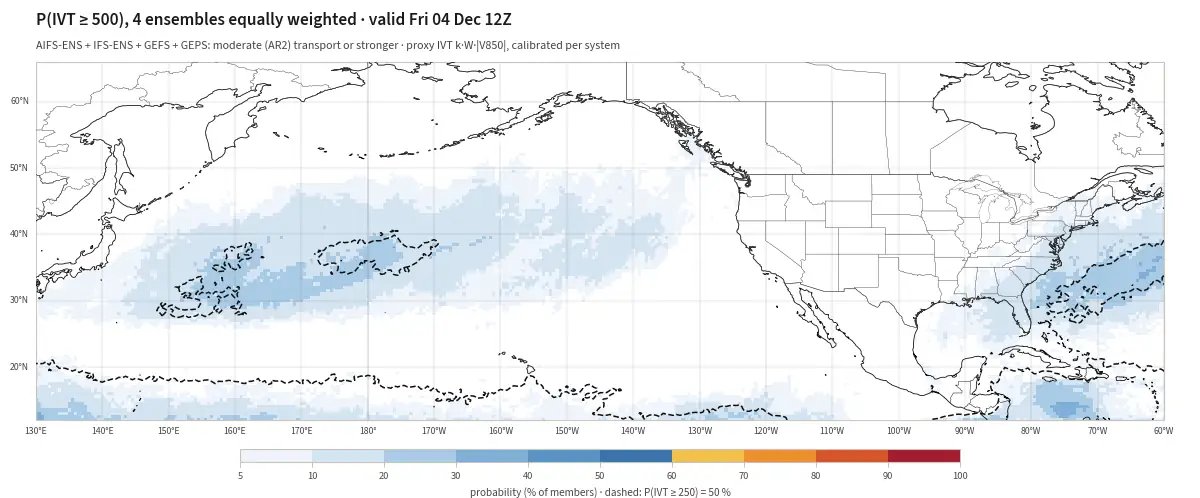 P(IVT ≥ 500), 4 ensembles equally weighted · valid Fri 04 Dec 12Z
AIFS-ENS + IFS-ENS + GEFS + GEPS: moderate (AR2) transport or stronger · proxy IVT k·W·|V850|, calibrated per system
60°N
50°N
40°N
30°N
20°N
130°E 140°E 150°E 160°E 180° 170°W 160°W 150°W 140°W 130°W 120°W 110°W 100°W 90°W 80°W 70°W 60°W
5 10 20 30 40 50 60 70 80 90 100
probability (% of members) · dashed: P(IVT ≥ 250) = 50 %